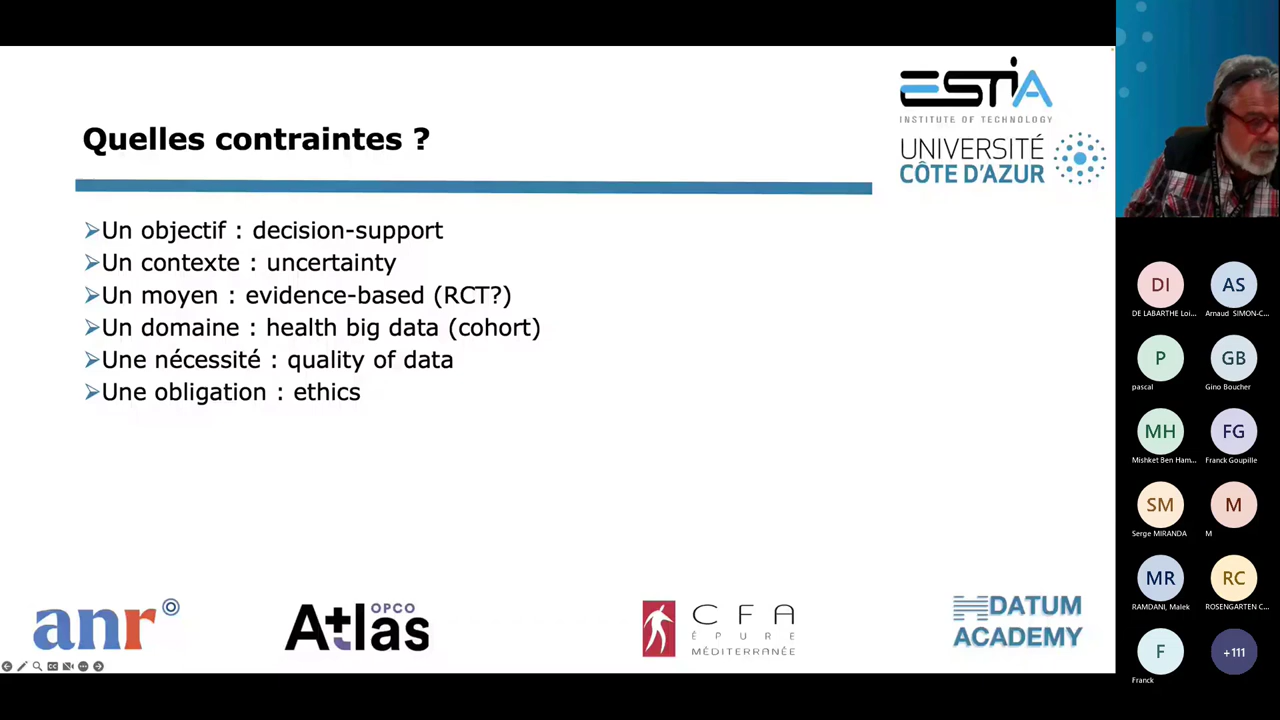 Quelles contraintes ?
ESTIA
INSTITUTE OF TECHNOLOGY
UNIVERSITÉ
CÔTE D'AZUR
Un objectif : decision-support
Un contexte : uncertainty
Un moyen : evidence-based (RCT?)
Un domaine : health big data (cohort)
Une nécessité : quality of data
Une obligation : ethics
anr
OPCO
Atlas
CFA
ÉPURE
MÉDITERRANÉE
DATUM
ACADEMY
DI
DE LABARTHE Loi...
AS
Arnaud SIMON-C...
P
pascal
GB
Gino Boucher
MH
Mishket Ben Ham...
FG
Franck Goupille
SM
Serge MIRANDA
M
M
MR
RAMDANI, Malek
RC
ROSENGARTEN C...
F
Franck
+111